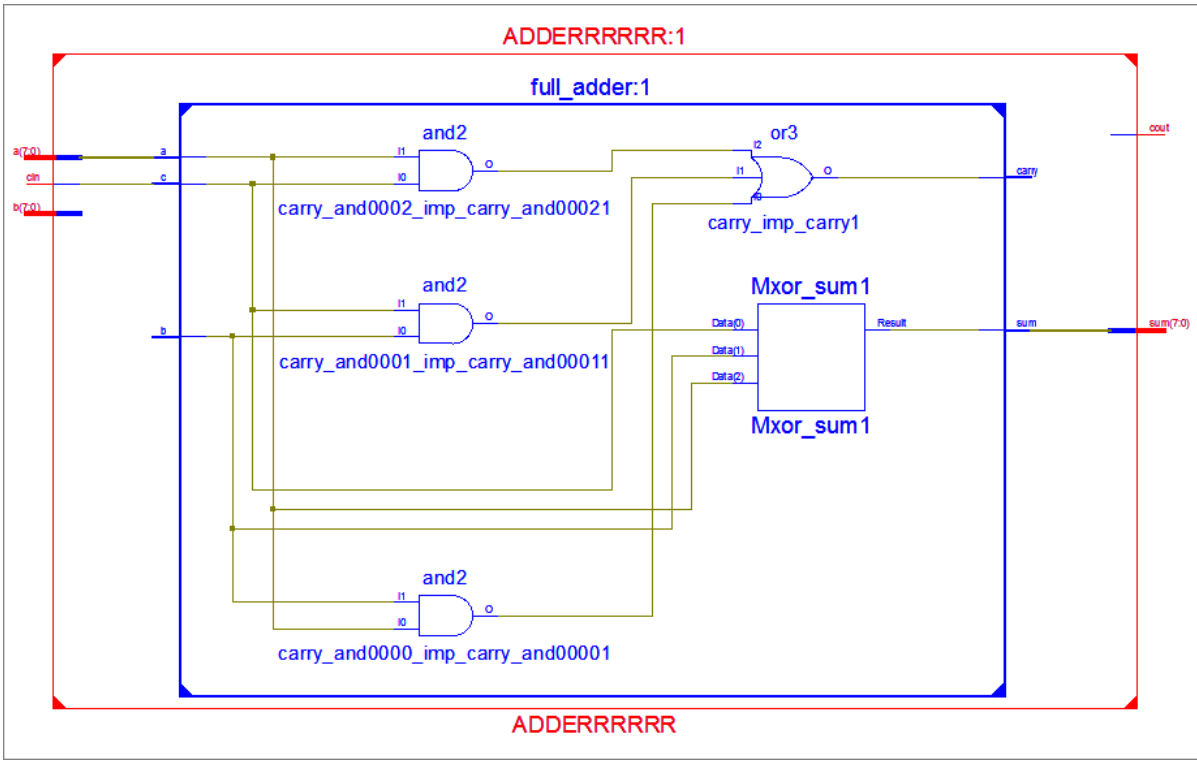 ADDERRRRRR:1
full_adder:1
and2
or3
cout
a(7:0)
a
I1
O
I2
cin
c
I0
I1
O
carry
b(7:0)
I0
carry_and0002_imp_carry_and00021
carry_imp_carry1
and2
Mxor_sum1
I1
O
Data(0)
Result
sum
sum(7:0)
b
I0
Data(1)
carry_and0001_imp_carry_and00011
Data(2)
Mxor_sum1
and2
I1
O
I0
carry_and0000_imp_carry_and00001
ADDERRRRRR